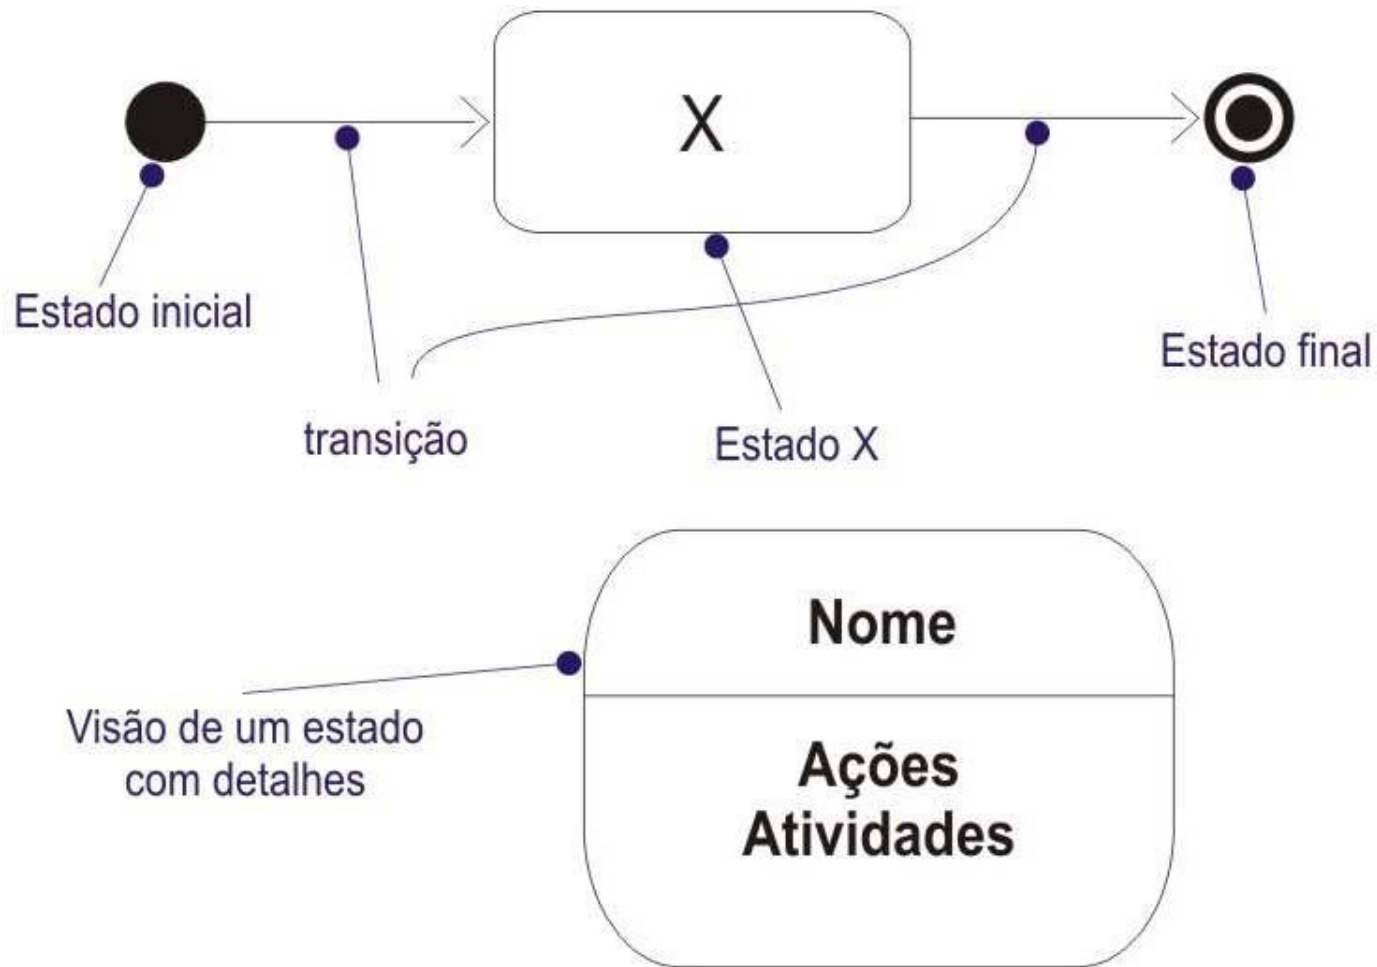 X
Estado inicial
Estado final
transição
Estado X
Nome
Visão de um estado
com detalhes
Ações
Atividades